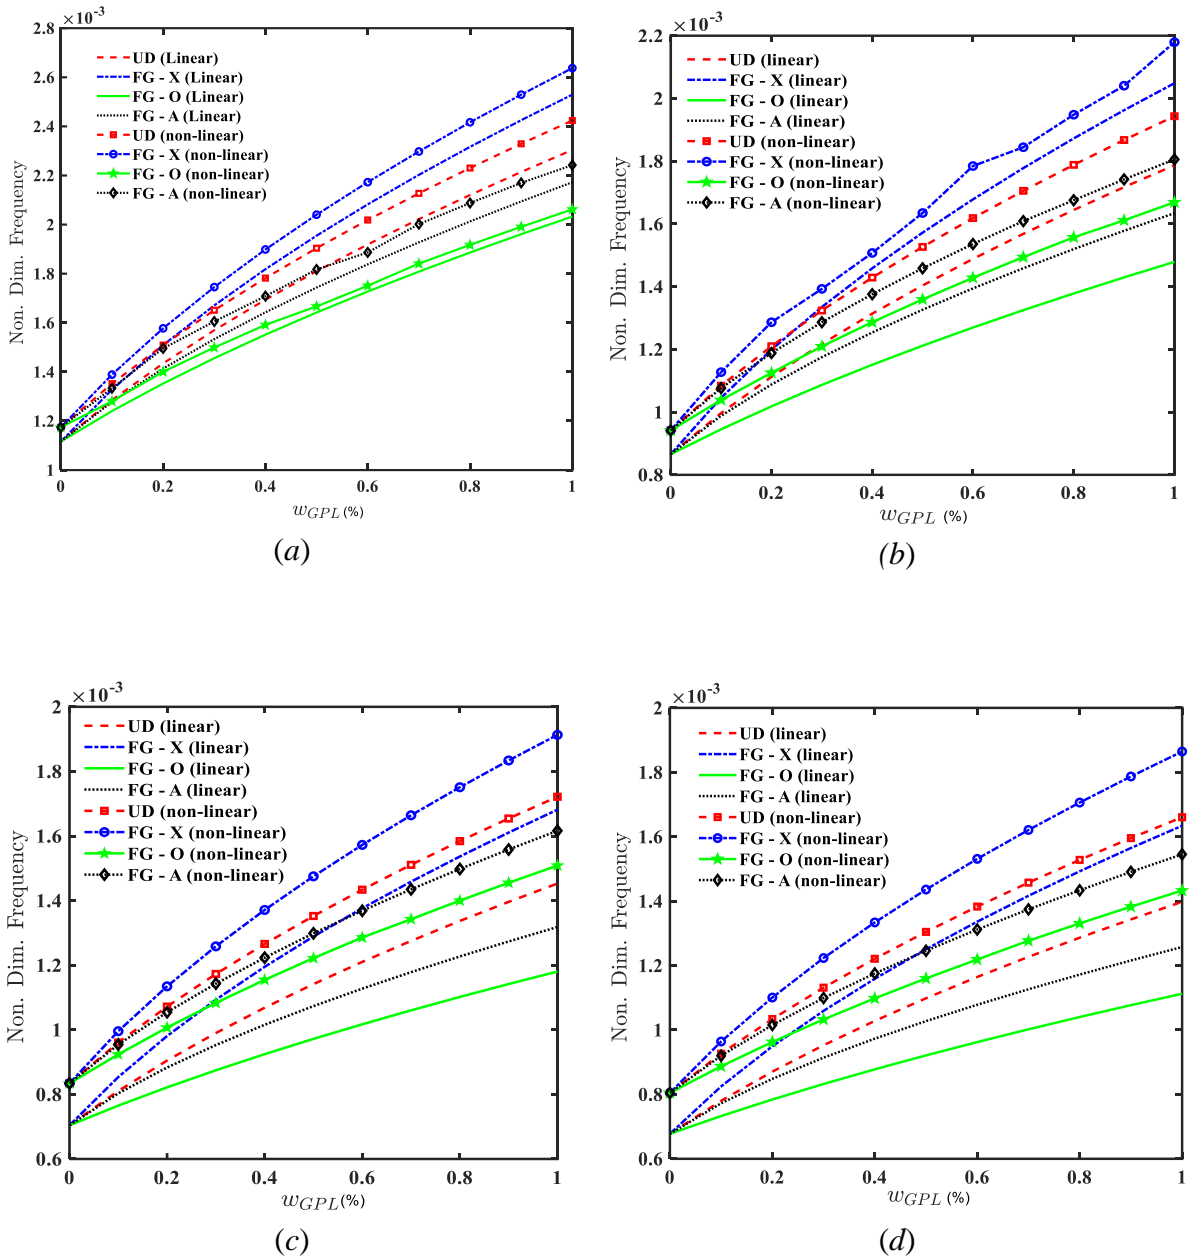 ×10⁻³
2.8
2.6
2.4
2.2
2
1.8
1.6
1.4
1.2
1
Non. Dim. Frequency
UD (Linear)
FG - X (Linear)
FG - O (Linear)
FG - A (Linear)
UD (non-linear)
FG - X (non-linear)
FG - O (non-linear)
FG - A (non-linear)
0 0.2 0.4 0.6 0.8 1
w_GPL (%)
(a)
×10⁻³
2.2
2
1.8
1.6
1.4
1.2
1
0.8
Non. Dim. Frequency
UD (linear)
FG - X (linear)
FG - O (linear)
FG - A (linear)
UD (non-linear)
FG - X (non-linear)
FG - O (non-linear)
FG - A (non-linear)
0 0.2 0.4 0.6 0.8 1
w_GPL (%)
(b)
×10⁻³
2
1.8
1.6
1.4
1.2
1
0.8
0.6
Non. Dim. Frequency
UD (linear)
FG - X (linear)
FG - O (linear)
FG - A (linear)
UD (non-linear)
FG - X (non-linear)
FG - O (non-linear)
FG - A (non-linear)
0 0.2 0.4 0.6 0.8 1
w_GPL (%)
(c)
×10⁻³
2
1.8
1.6
1.4
1.2
1
0.8
0.6
Non. Dim. Frequency
UD (linear)
FG - X (linear)
FG - O (linear)
FG - A (linear)
UD (non-linear)
FG - X (non-linear)
FG - O (non-linear)
FG - A (non-linear)
0 0.2 0.4 0.6 0.8 1
w_GPL (%)
(d)